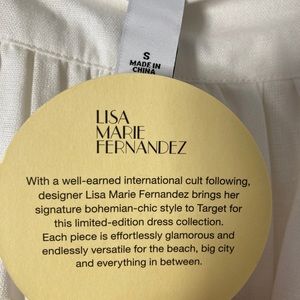 S
MADE IN
CHINA
LISA
MARIE
FERNANDEZ
With a well-earned international cult following,
designer Lisa Marie Fernandez brings her
signature bohemian-chic style to Target for
this limited-edition dress collection.
Each piece is effortlessly glamorous and
endlessly versatile for the beach, big city
and everything in between.